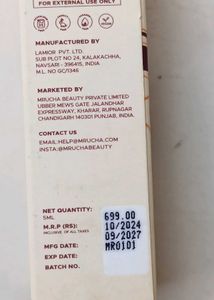 FOR EXTERNAL USE ONLY
MANUFACTURED BY
LAMIOR PVT. LTD.
SUB PLOT NO 24, KALAKACHHA,
NAVSARI - 396415, INDIA
M.L. NO GC/1346
MARKETED BY
MRUCHA BEAUTY PRIVATE LIMITED
UBBER MEWS GATE JALANDHAR
EXPRESSWAY, KHARAR, RUPNAGAR
CHANDIGARH 140301 PUNJAB, INDIA.
CONTACT US
EMAIL:HELP@MRUCHA.COM
INSTA:@MRUCHABEAUTY
NET QUANTITY:
5ML
699.00
M.R.P (RS):
10/2024
INCLUSIVE OF ALL TAXES
09/2027
MFG DATE:
MR0101
EXP DATE:
BATCH NO.